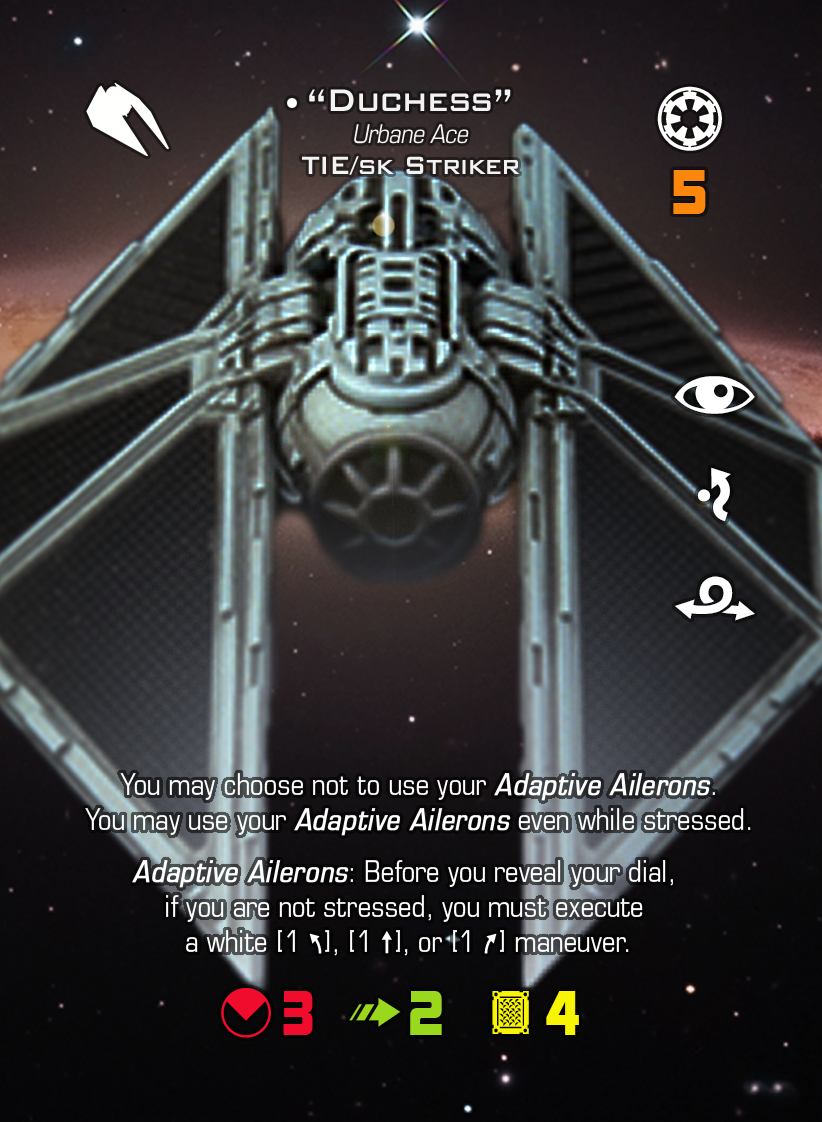 • “Duchess”
Urbane Ace
TIE/sk Striker
5
You may choose not to use your Adaptive Ailerons.
You may use your Adaptive Ailerons even while stressed.
Adaptive Ailerons: Before you reveal your dial,
if you are not stressed, you must execute
a white [1 ↖], [1 ↑], or [1 ↗] maneuver.
3 2 4